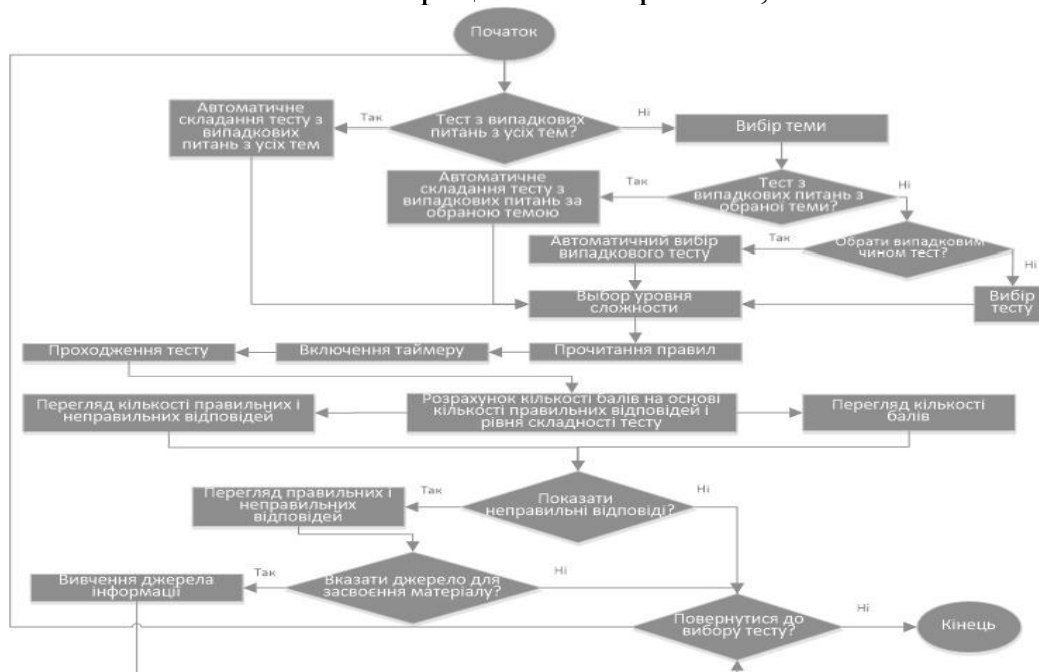 Початок
Автоматичне
складання тесту з
випадкових
питань з усіх тем
Так
Тест з випадкових
питань з усіх тем?
Ні
Вибір теми
Автоматичне
складання тесту з
випадкових питань за
обраною темою
Так
Тест з
випадкових питань з
обраної теми?
Ні
Автоматичний вибір
випадкового тесту
Так
Обрати випадковим
чином тест?
Ні
Выбор уровня
сложности
Вибір
тесту
Проходження тесту
Включення таймеру
Прочитання правил
Перегляд кількості правильних і
неправильних відповідей
Розрахунок кількості балів на основі
кількості правильних відповідей і
рівня складності тесту
Перегляд кількості
балів
Перегляд правильних і
неправильних
відповідей
Так
Показати
неправильні відповіді?
Ні
Вивчення джерела
інформації
Так
Вказати джерело для
засвоєння матеріалу?
Ні
Повернутися до
вибору тесту?
Ні
Кінець